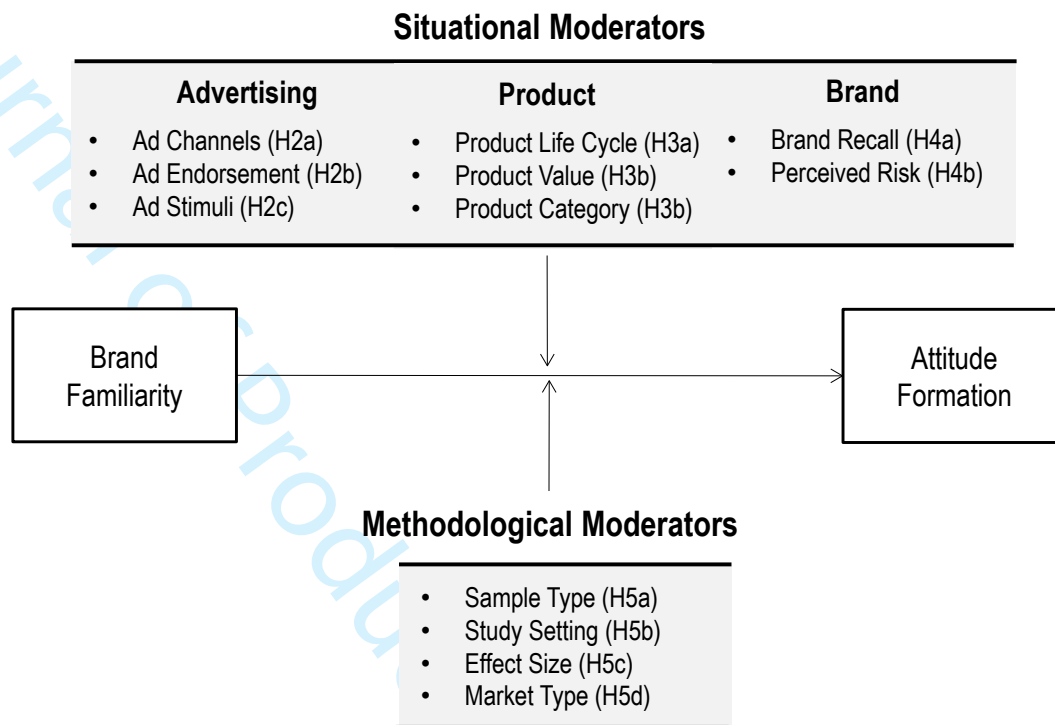 Situational Moderators
Advertising
• Ad Channels (H2a)
• Ad Endorsement (H2b)
• Ad Stimuli (H2c)
Product
• Product Life Cycle (H3a)
• Product Value (H3b)
• Product Category (H3b)
Brand
• Brand Recall (H4a)
• Perceived Risk (H4b)
Brand
Familiarity
Attitude
Formation
Methodological Moderators
• Sample Type (H5a)
• Study Setting (H5b)
• Effect Size (H5c)
• Market Type (H5d)